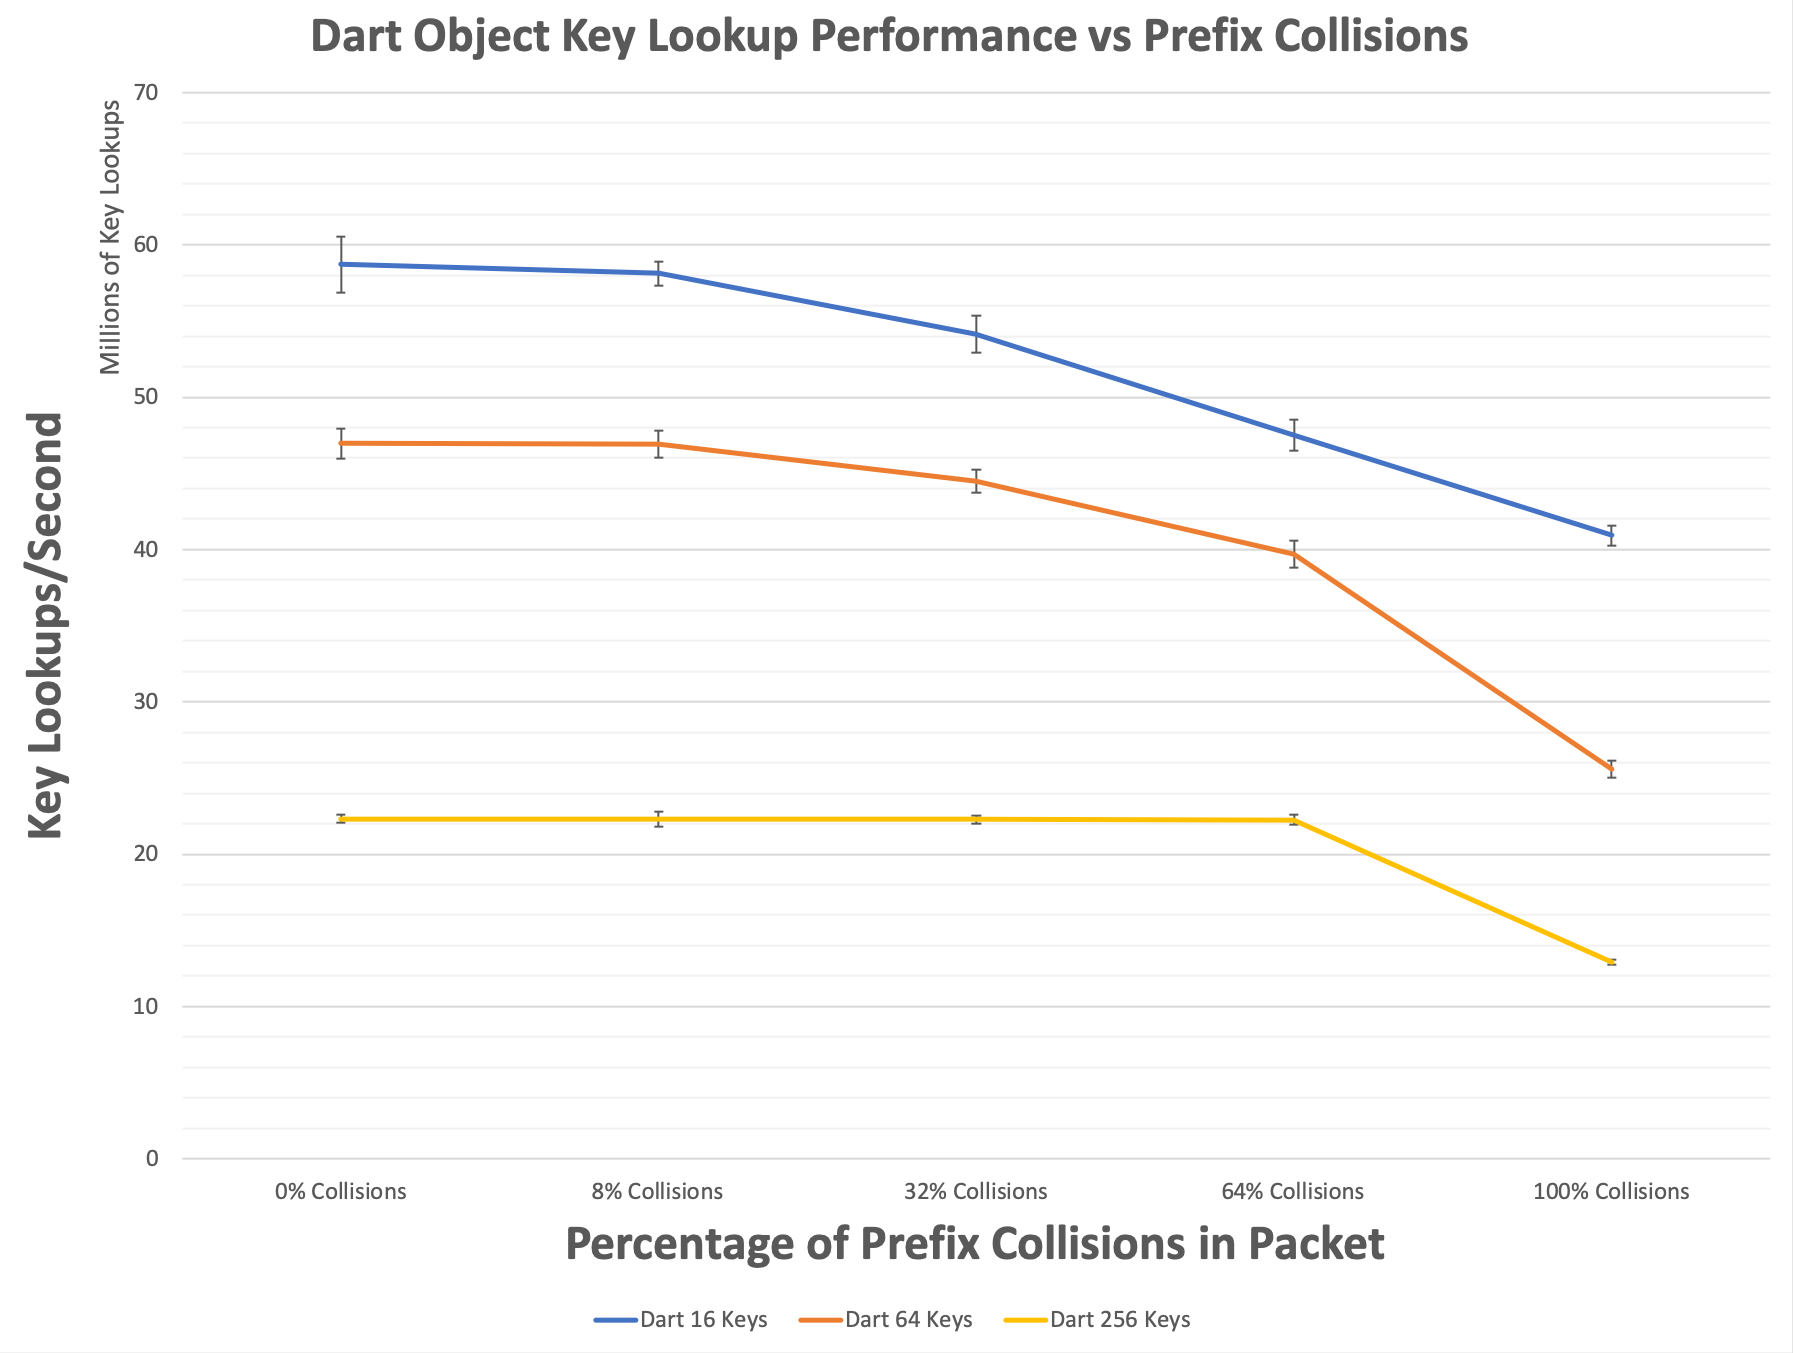 Dart Object Key Lookup Performance vs Prefix Collisions
Key Lookups/Second
Millions of Key Lookups
70
60
50
40
30
20
10
0
0% Collisions
8% Collisions
32% Collisions
64% Collisions
100% Collisions
Percentage of Prefix Collisions in Packet
Dart 16 Keys
Dart 64 Keys
Dart 256 Keys